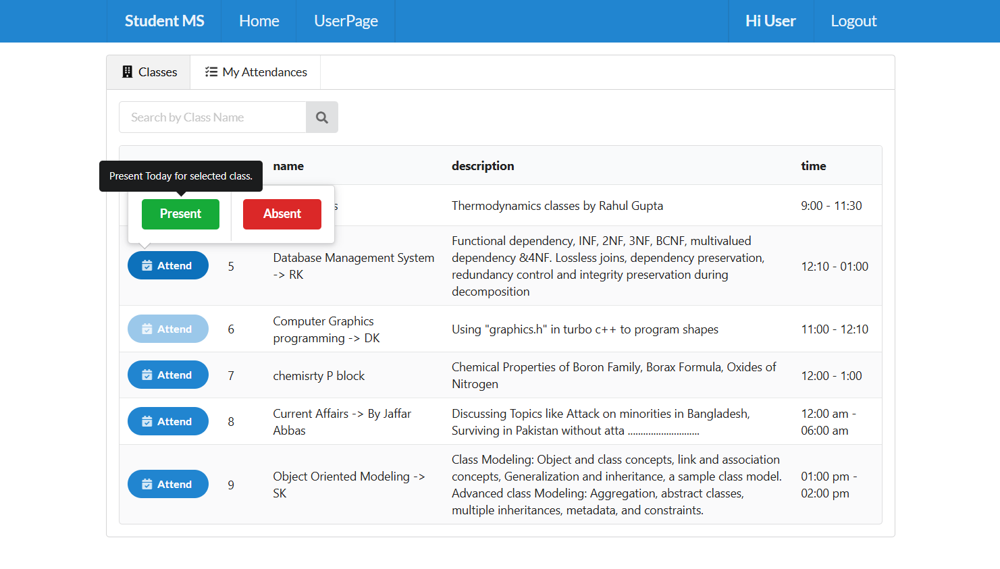 Student MS Home UserPage Hi User Logout
Classes My Attendances
Search by Class Name
name description time
Present Today for selected class.
Present Absent
Thermodynamics classes by Rahul Gupta 9:00 - 11:30
Attend 5 Database Management System
-> RK
Functional dependency, INF, 2NF, 3NF, BCNF, multivalued
dependency &4NF. Lossless joins, dependency preservation,
redundancy control and integrity preservation during
decomposition
12:10 - 01:00
Attend 6 Computer Graphics
programming -> DK
Using "graphics.h" in turbo c++ to program shapes 11:00 - 12:10
Attend 7 chemisrty P block
Chemical Properties of Boron Family, Borax Formula, Oxides of
Nitrogen
12:00 - 1:00
Attend 8 Current Affairs -> By Jaffar
Abbas
Discussing Topics like Attack on minorities in Bangladesh,
Surviving in Pakistan without atta ............................
12:00 am -
06:00 am
Attend 9 Object Oriented Modeling ->
SK
Class Modeling: Object and class concepts, link and association
concepts, Generalization and inheritance, a sample class model.
Advanced class Modeling: Aggregation, abstract classes,
multiple inheritances, metadata, and constraints.
01:00 pm -
02:00 pm